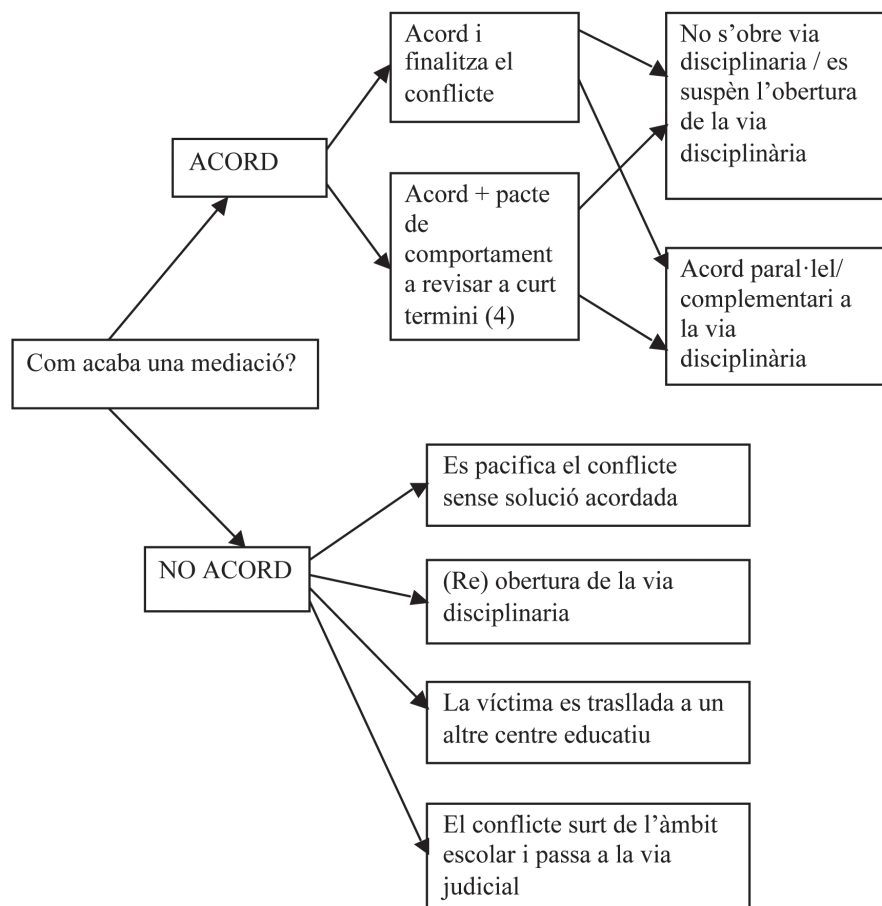 Acord i
finalitza el
conflicte
No s’obre via
disciplinaria / es
suspèn l’obertura
de la via
disciplinària
ACORD
Acord + pacte
de
comportament
a revisar a curt
termini (4)
Acord paral·lel/
complementari a
la via
disciplinària
Com acaba una mediació?
Es pacifica el conflicte
sense solució acordada
NO ACORD
(Re) obertura de la via
disciplinaria
La víctima es trasllada a un
altre centre educatiu
El conflicte surt de l’àmbit
escolar i passa a la via
judicial